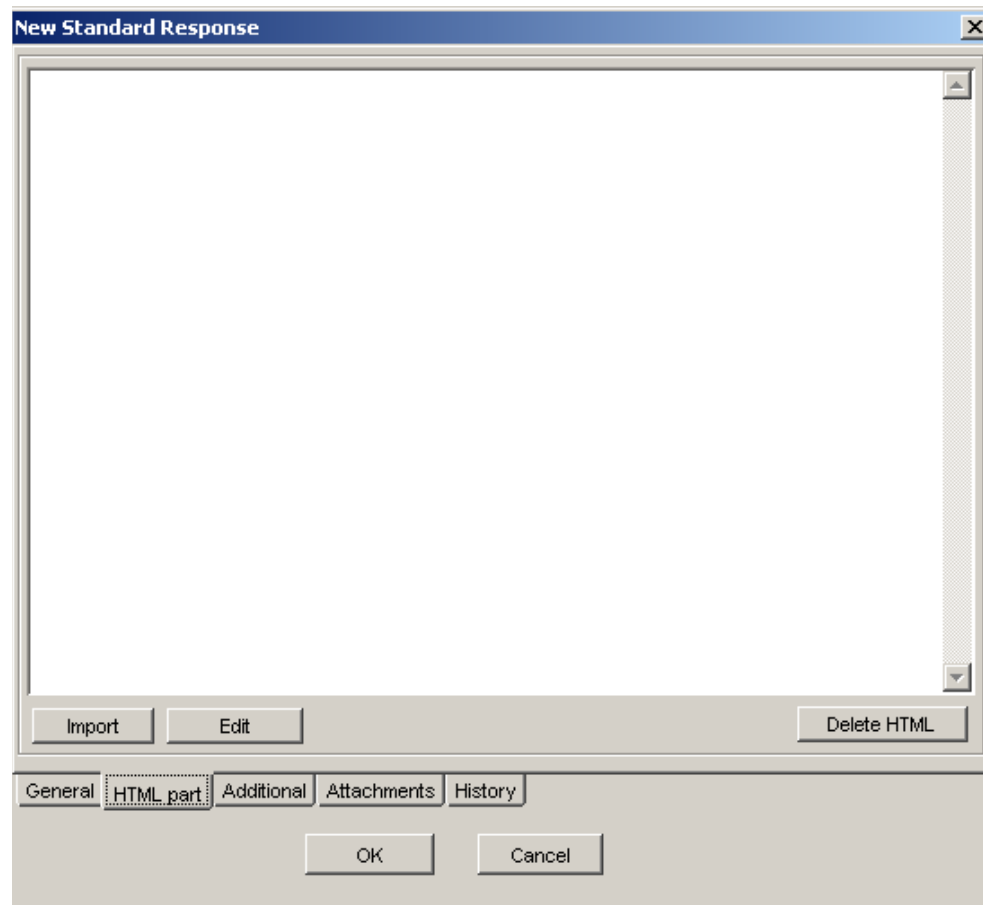 New Standard Response
Import Edit Delete HTML
General HTML part Additional Attachments History
OK Cancel